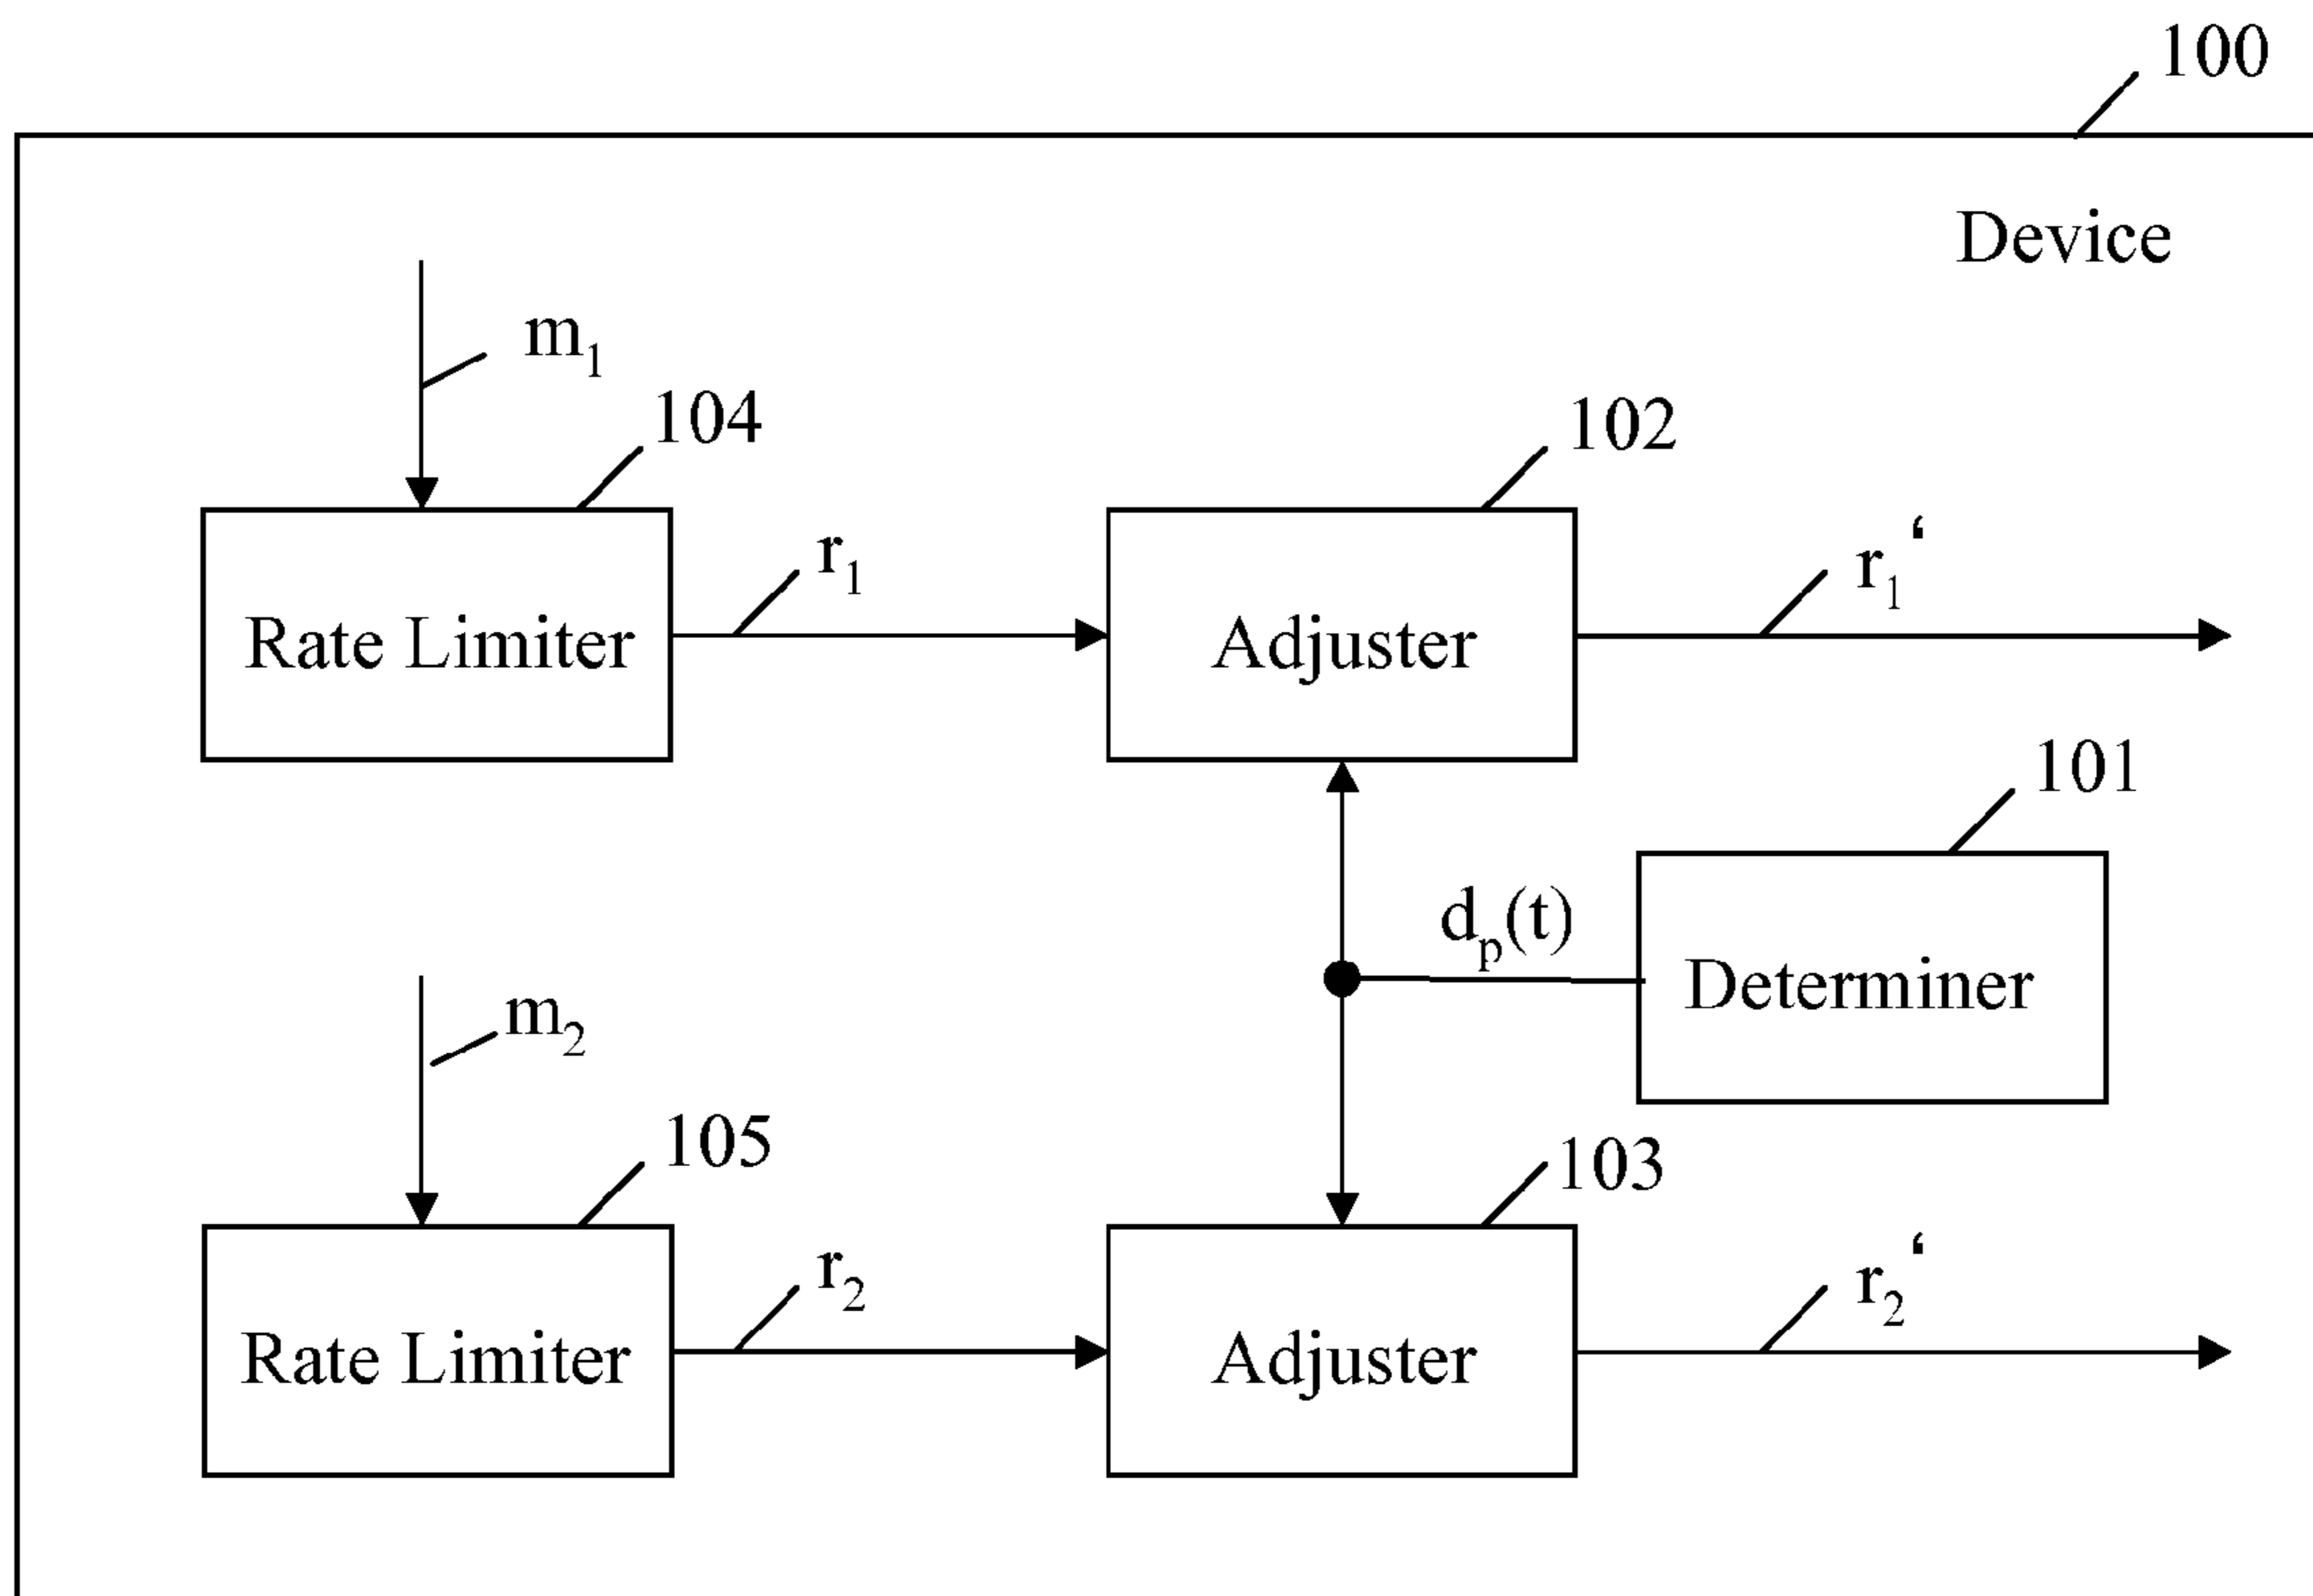 100
Device
m₁
104
102
r₁
r₁‘
Rate Limiter
Adjuster
101
dₚ(t)
Determiner
m₂
105
103
r₂
r₂‘
Rate Limiter
Adjuster